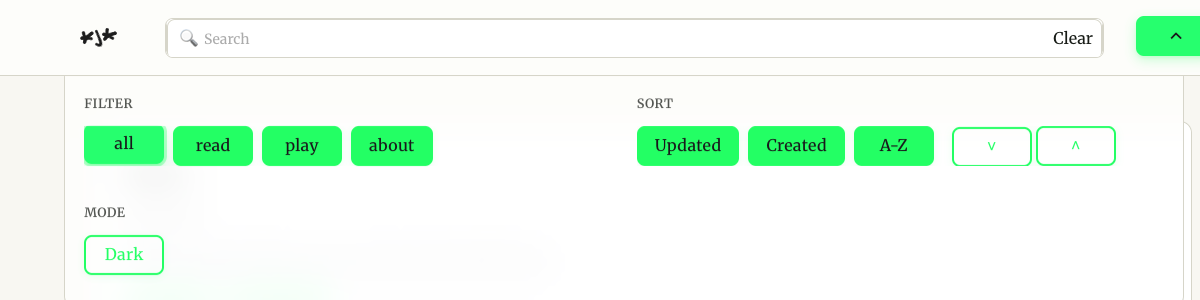 *j*
Search
Clear
FILTER
SORT
all
read
play
about
Updated
Created
A-Z
v
ʌ
MODE
Dark